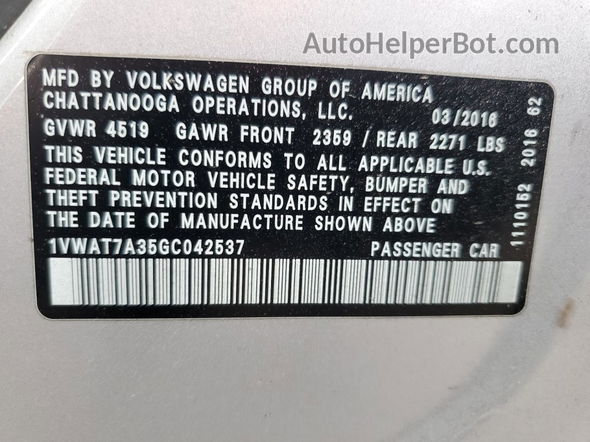 AutoHelperBot.com
MFD BY VOLKSWAGEN GROUP OF AMERICA
CHATTANOOGA OPERATIONS, LLC. 03/2016
GVWR 4519 GAWR FRONT 2359 / REAR 2271 LBS
THIS VEHICLE CONFORMS TO ALL APPLICABLE U.S.
FEDERAL MOTOR VEHICLE SAFETY, BUMPER AND
THEFT PREVENTION STANDARDS IN EFFECT ON
THE DATE OF MANUFACTURE SHOWN ABOVE
1VWAT7A35GC042537 PASSENGER CAR
1110152 2016 62